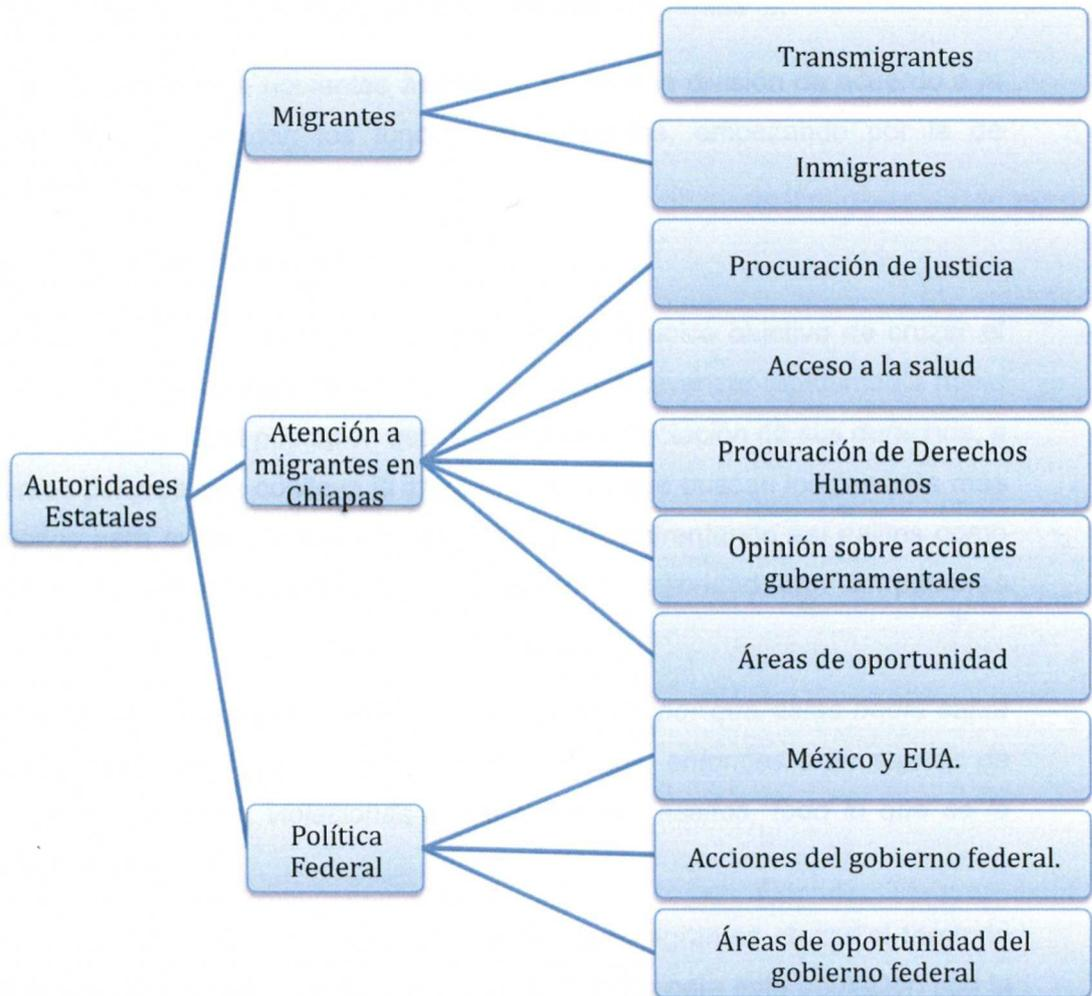 Transmigrantes
Migrantes
Inmigrantes
Procuración de Justicia
Acceso a la salud
Atención a
migrantes en
Chiapas
Procuración de Derechos
Humanos
Autoridades
Estatales
Opinión sobre acciones
gubernamentales
Áreas de oportunidad
México y EUA.
Política
Federal
Acciones del gobierno federal.
Áreas de oportunidad del
gobierno federal